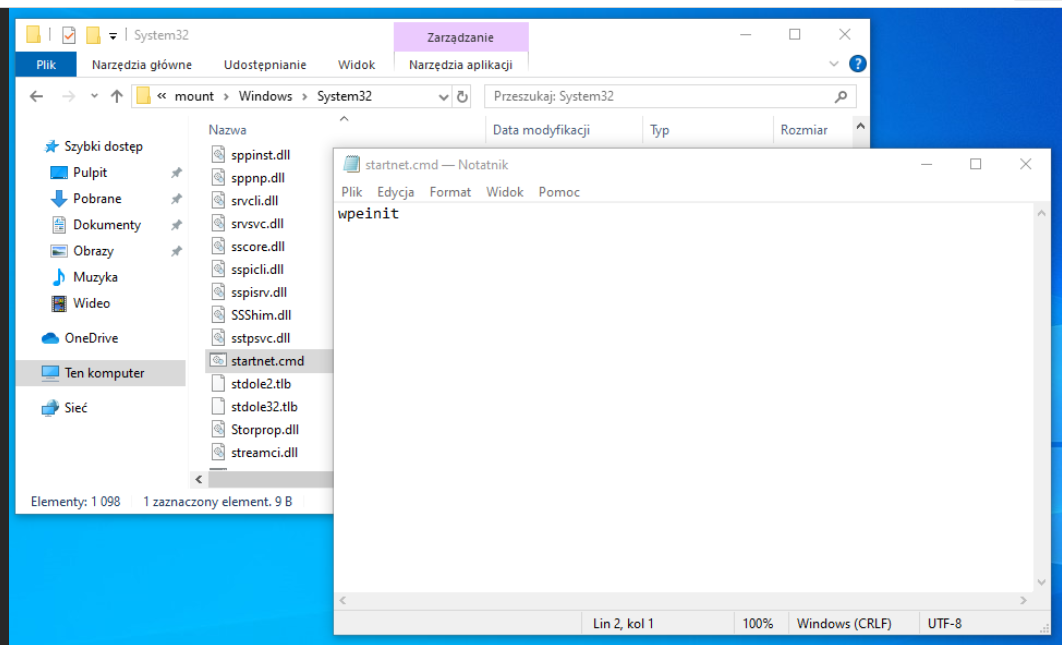 System32
Zarządzanie
Plik Narzędzia główne Udostępnianie Widok Narzędzia aplikacji
« mount › Windows › System32
Przeszukaj: System32
Nazwa Data modyfikacji Typ Rozmiar
Szybki dostęp
Pulpit
Pobrane
Dokumenty
Obrazy
Muzyka
Wideo
OneDrive
Ten komputer
Sieć
sppinst.dll
sppnp.dll
srvcli.dll
srvsvc.dll
sscore.dll
sspicli.dll
sspisrv.dll
SSShim.dll
sstpsvc.dll
startnet.cmd
stdole2.tlb
stdole32.tlb
Storprop.dll
streamci.dll
Elementy: 1 098 1 zaznaczony element. 9 B
startnet.cmd — Notatnik
Plik Edycja Format Widok Pomoc
wpeinit
Lin 2, kol 1 100% Windows (CRLF) UTF-8